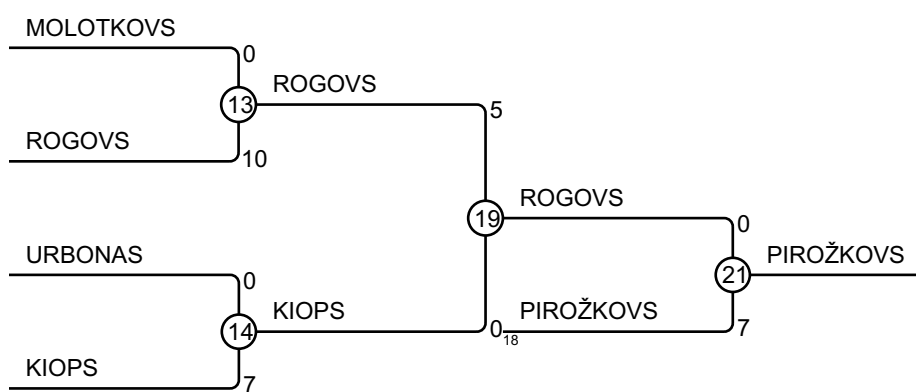 MOLOTKOVS
0
13
ROGOVS
5
ROGOVS
10
19
ROGOVS
0
URBONAS
0
21
PIROŽKOVS
14
KIOPS
0
18
PIROŽKOVS
7
KIOPS
7